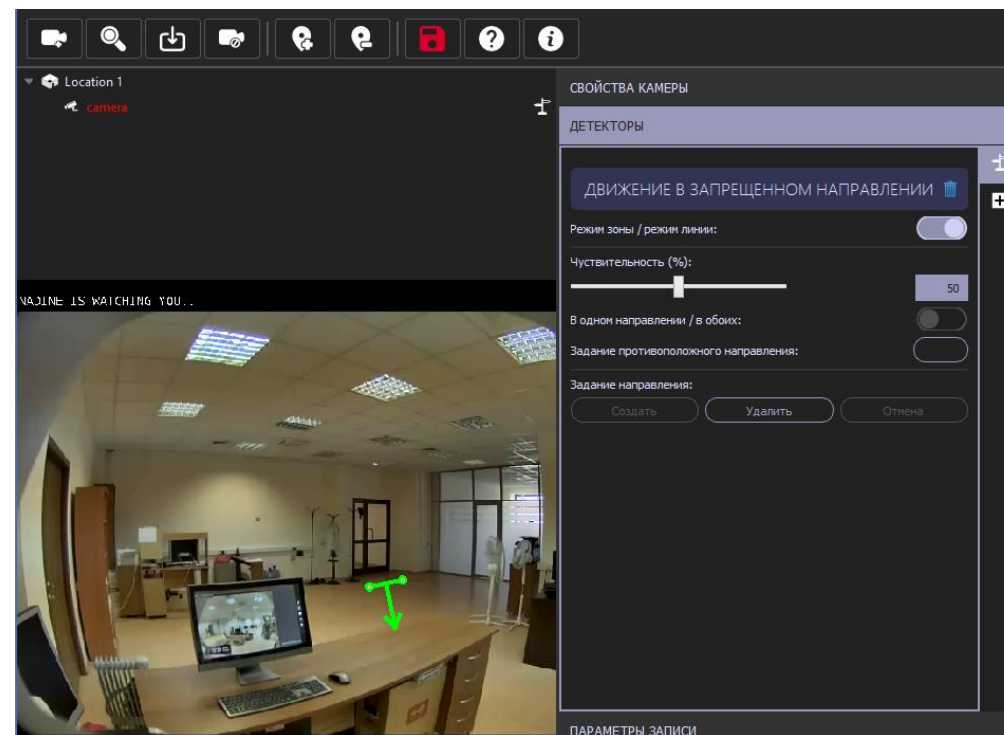 Location 1
camera
NADINE IS WATCHING YOU..
СВОЙСТВА КАМЕРЫ
ДЕТЕКТОРЫ
ДВИЖЕНИЕ В ЗАПРЕЩЕННОМ НАПРАВЛЕНИИ
Режим зоны / режим линии:
Чуствительность (%):
50
В одном направлении / в обоих:
Задание противоположного направления:
Задание направления:
Создать Удалить Отмена
ПАРАМЕТРЫ ЗАПИСИ